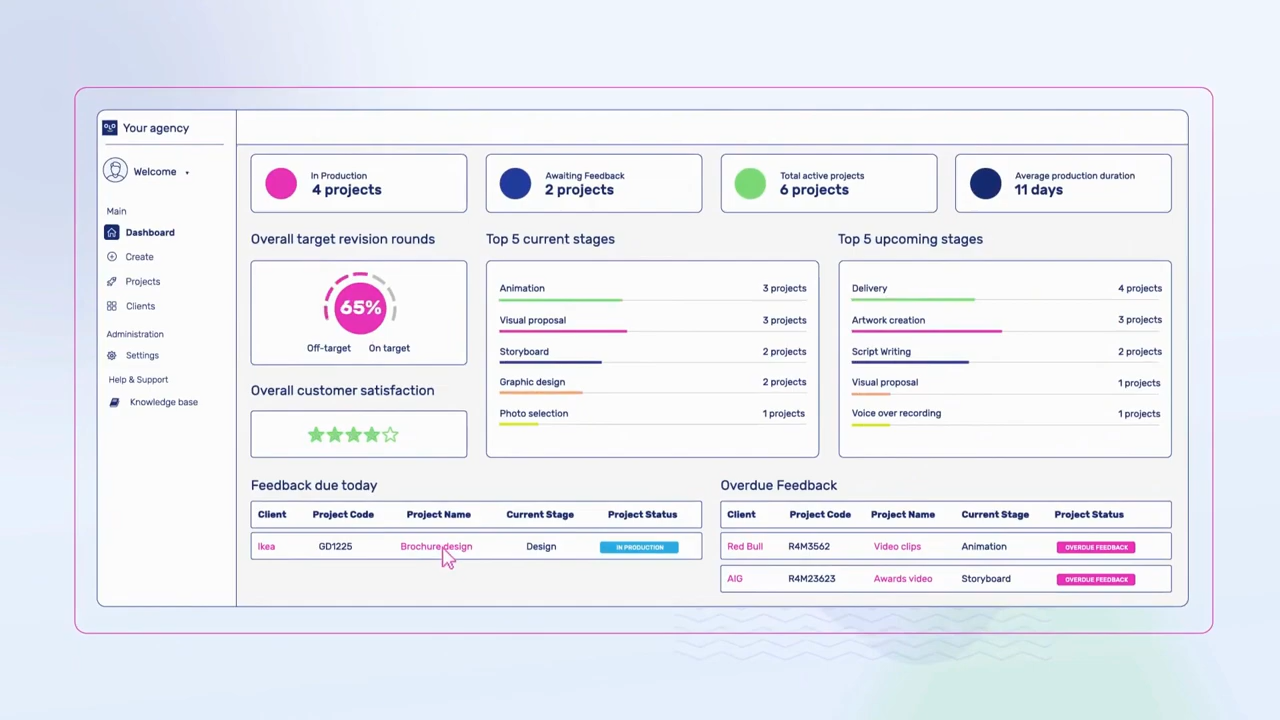 Your agency
Welcome
Main
Dashboard
Create
Projects
Clients
Administration
Settings
Help & Support
Knowledge base
In Production
4 projects
Awaiting Feedback
2 projects
Total active projects
6 projects
Average production duration
11 days
Overall target revision rounds
65%
Off-target On target
Overall customer satisfaction
Top 5 current stages
Animation 3 projects
Visual proposal 3 projects
Storyboard 2 projects
Graphic design 2 projects
Photo selection 1 projects
Top 5 upcoming stages
Delivery 4 projects
Artwork creation 3 projects
Script Writing 2 projects
Visual proposal 1 projects
Voice over recording 1 projects
Feedback due today
Client Project Code Project Name Current Stage Project Status
Ikea GD1225 Brochure design Design IN PRODUCTION
Overdue Feedback
Client Project Code Project Name Current Stage Project Status
Red Bull R4M3562 Video clips Animation OVERDUE FEEDBACK
AIG R4M23623 Awards video Storyboard OVERDUE FEEDBACK